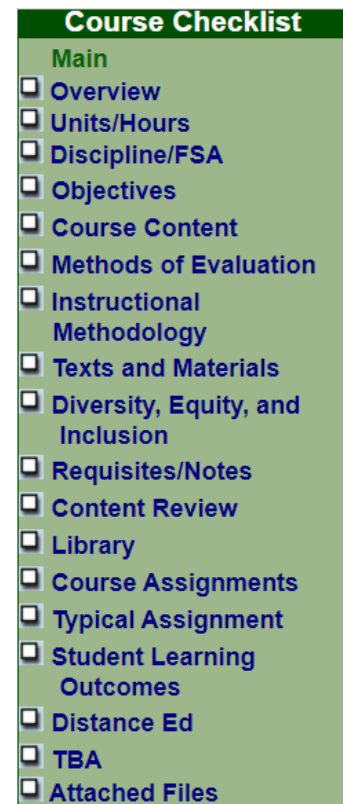 Course Checklist
Main
Overview
Units/Hours
Discipline/FSA
Objectives
Course Content
Methods of Evaluation
Instructional
Methodology
Texts and Materials
Diversity, Equity, and
Inclusion
Requisites/Notes
Content Review
Library
Course Assignments
Typical Assignment
Student Learning
Outcomes
Distance Ed
TBA
Attached Files